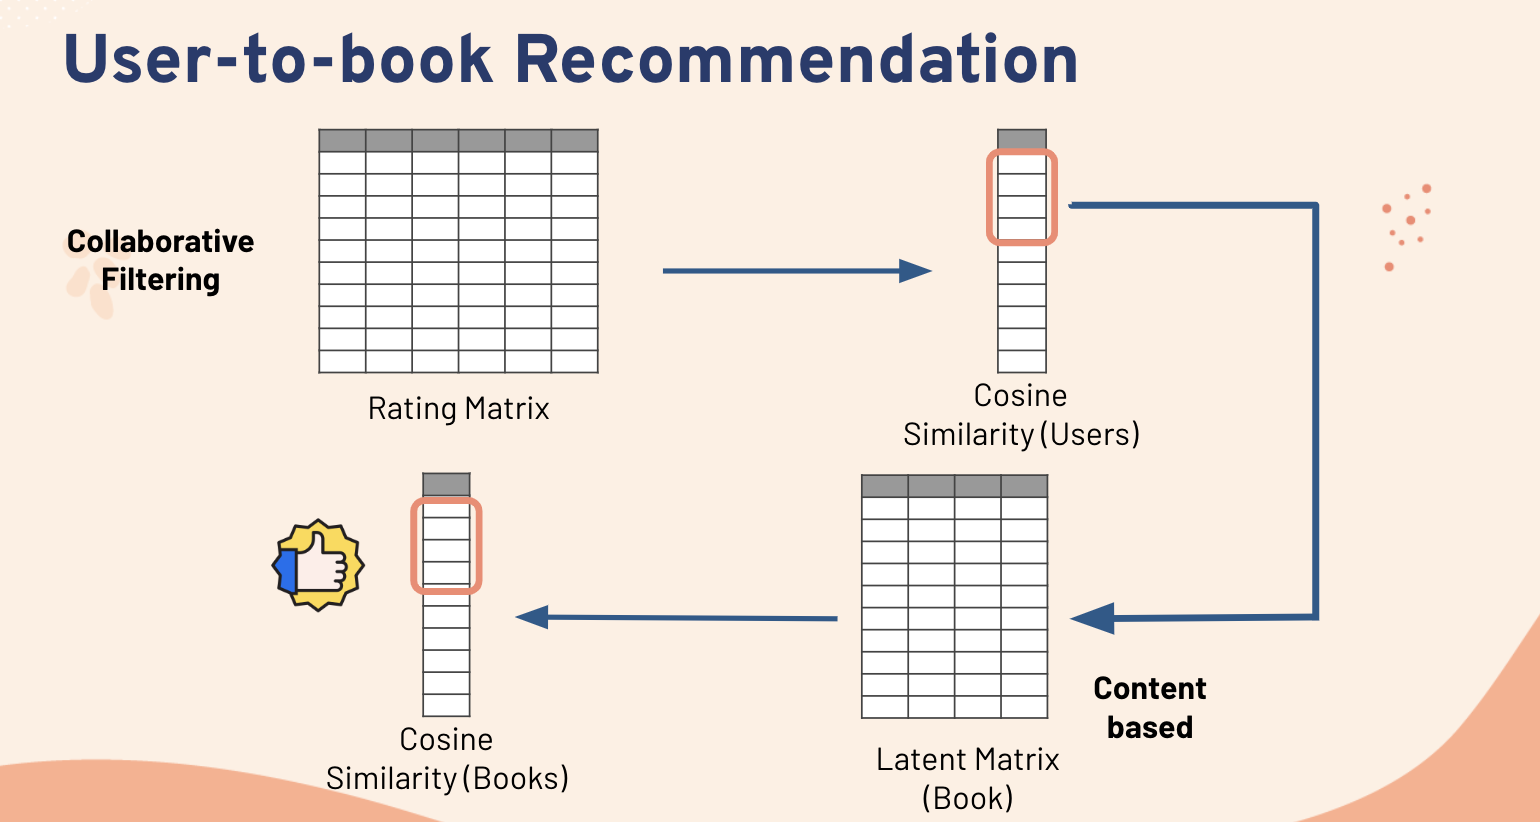 User-to-book Recommendation
Collaborative
Filtering
Rating Matrix
Cosine
Similarity (Users)
Cosine
Similarity (Books)
Latent Matrix
(Book)
Content
based